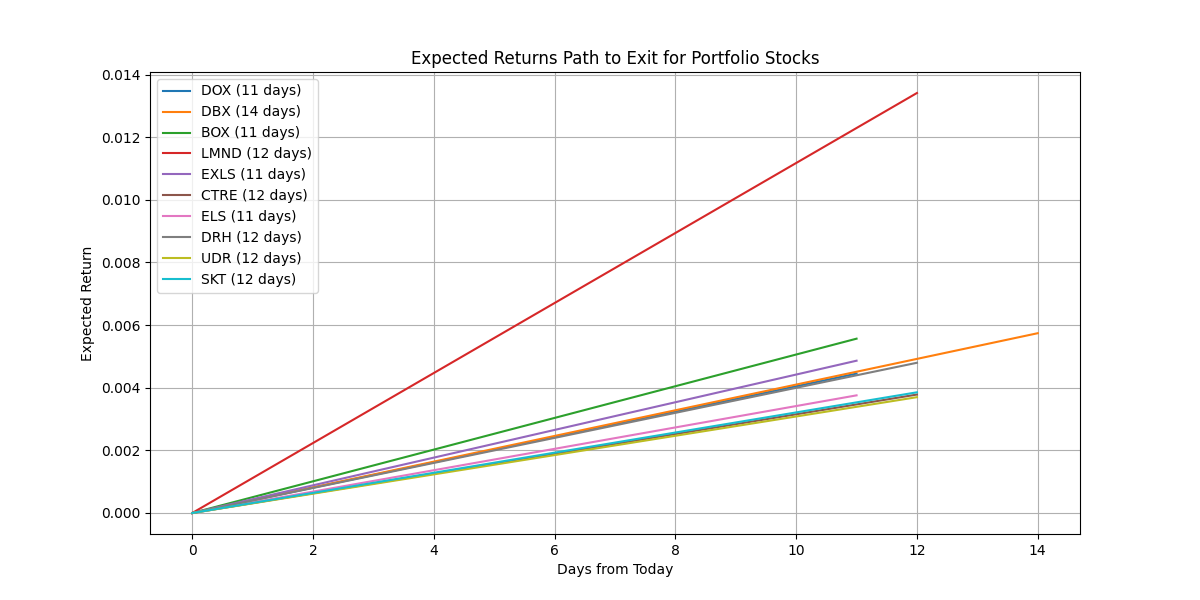 Expected Returns Path to Exit for Portfolio Stocks
0.014
0.012
0.010
0.008
0.006
0.004
0.002
0.000
Expected Return
DOX (11 days)
DBX (14 days)
BOX (11 days)
LMND (12 days)
EXLS (11 days)
CTRE (12 days)
ELS (11 days)
DRH (12 days)
UDR (12 days)
SKT (12 days)
0 2 4 6 8 10 12 14
Days from Today